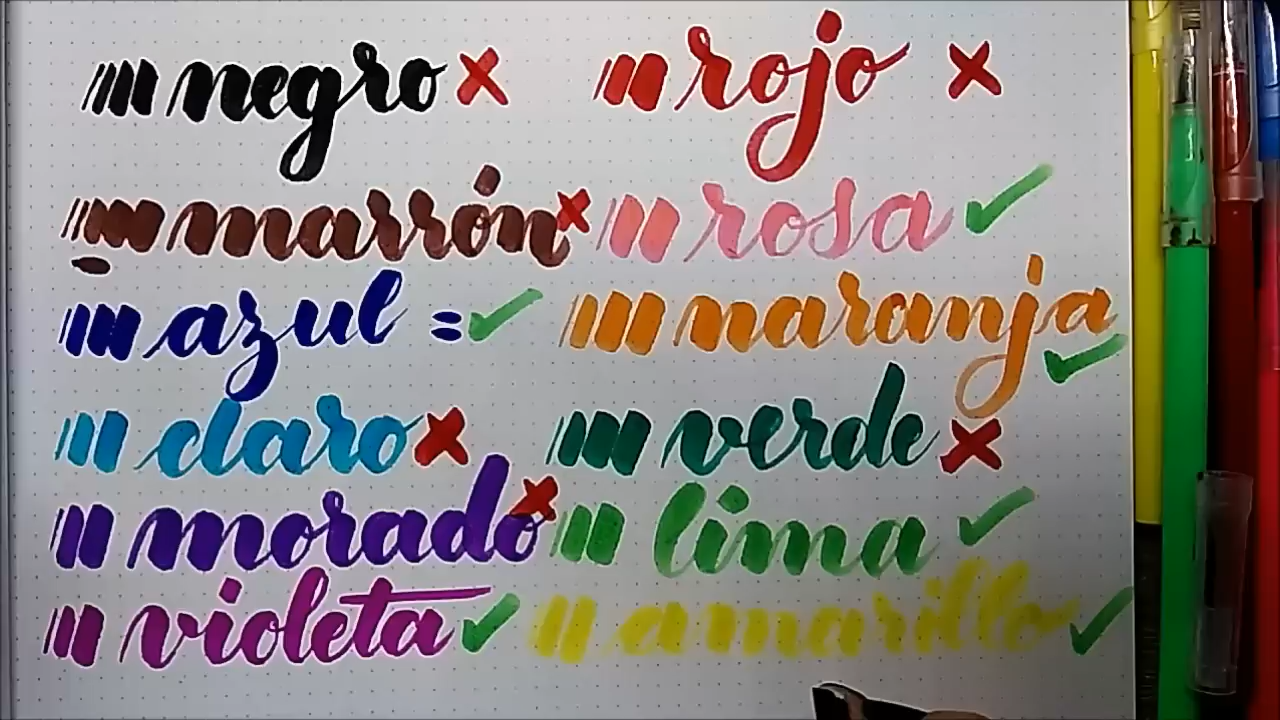 negro rojo
marrón rosa
azul = naranja
claro verde
morado lima
violeta amarillo